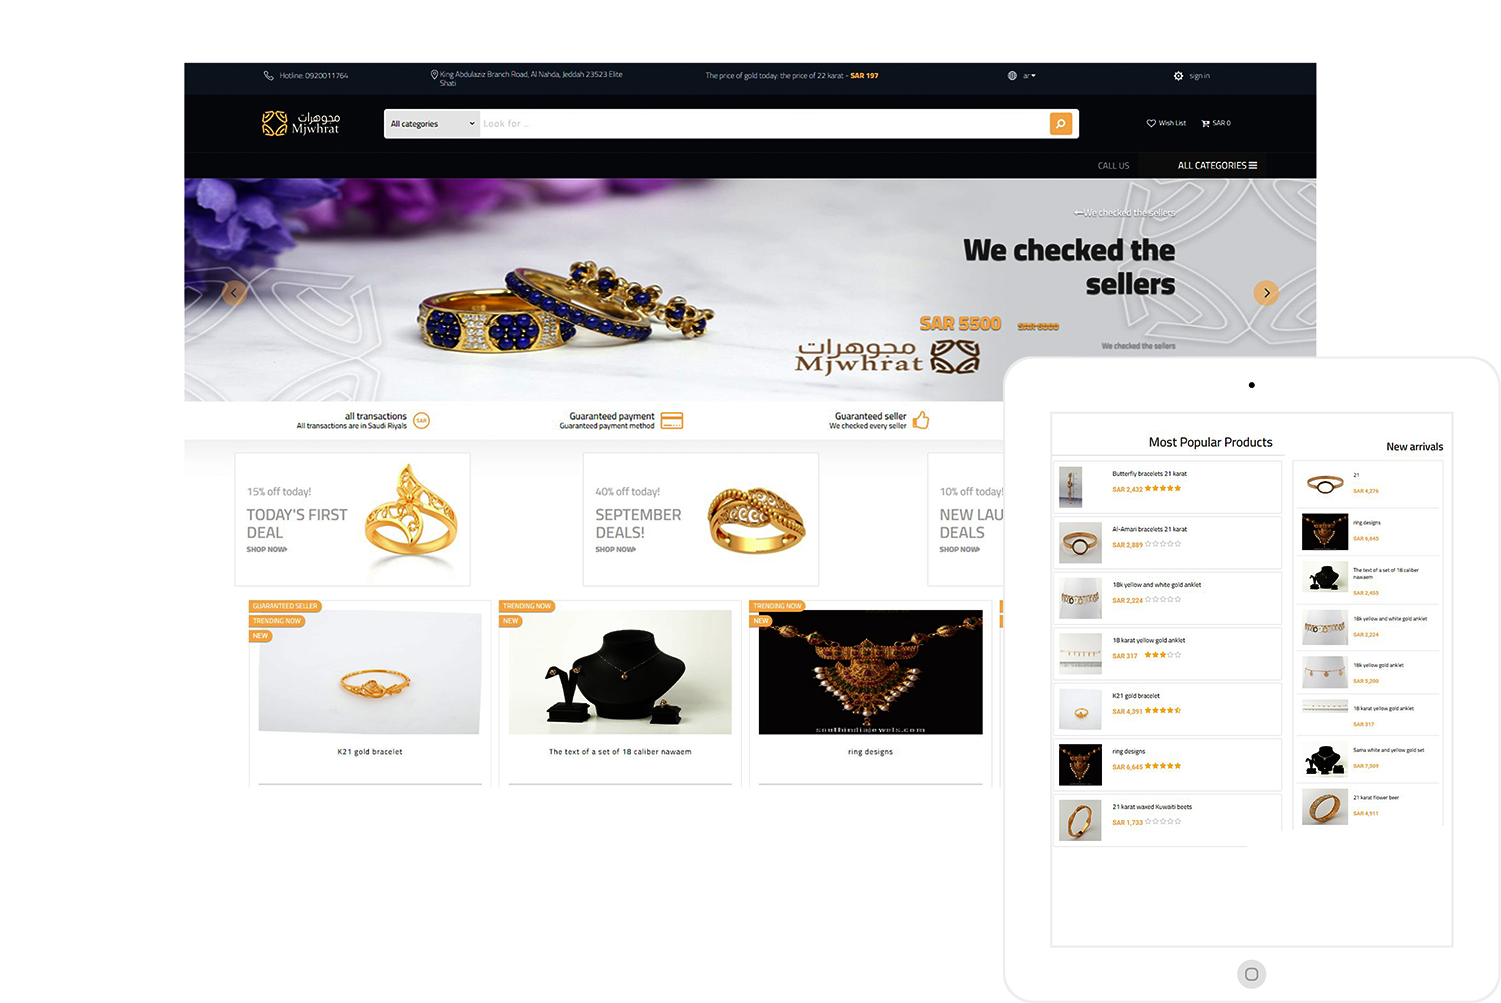 Hotline: 0920011764
King Abdulaziz Branch Road, Al Nahda, Jeddah 23523 Elite
Shati
The price of gold today: the price of 22 karat - SAR 197
ar
sign in
مجوهرات
Mjwhrat
All categories
Look for ...
Wish List
SAR 0
CALL US
ALL CATEGORIES
We checked the sellers
We checked the
sellers
SAR 5500 SAR 6000
مجوهرات
Mjwhrat
We checked the sellers
all transactions
All transactions are in Saudi Riyals
SAR
Guaranteed payment
Guaranteed payment method
Guaranteed seller
We checked every seller
15% off today!
TODAY'S FIRST
DEAL
SHOP NOW
40% off today!
SEPTEMBER
DEALS!
SHOP NOW
10% off today!
NEW LAU
DEALS
SHOP NOW
GUARANTEED SELLER
TRENDING NOW
NEW
K21 gold bracelet
TRENDING NOW
NEW
The text of a set of 18 caliber nawaem
TRENDING NOW
NEW
southindiajewels.com
ring designs
Most Popular Products
Butterfly bracelets 21 karat
SAR 2,432
Al-Amari bracelets 21 karat
SAR 2,889
18k yellow and white gold anklet
SAR 2,224
18 karat yellow gold anklet
SAR 317
K21 gold bracelet
SAR 4,391
ring designs
SAR 6,645
21 karat waxed Kuwaiti beets
SAR 1,733
New arrivals
21
SAR 4,276
ring designs
SAR 6,645
The text of a set of 18 caliber
nawaem
SAR 2,455
18k yellow and white gold anklet
SAR 2,224
18k yellow gold anklet
SAR 5,200
18 karat yellow gold anklet
SAR 317
Sama white and yellow gold set
SAR 7,509
21 karat flower beer
SAR 4,911